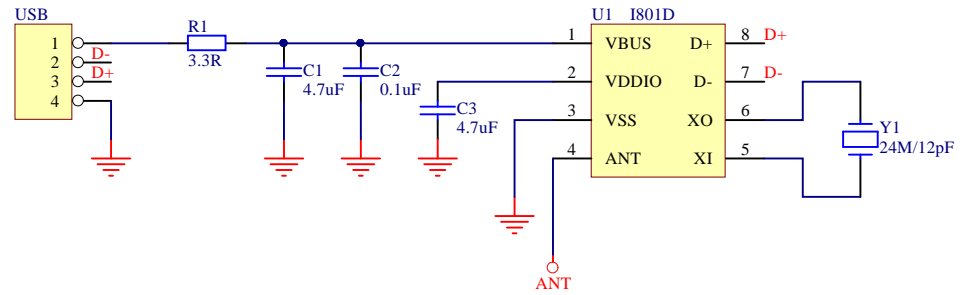 USB
1
2
3
4
D-
D+
R1
3.3R
C1
4.7uF
C2
0.1uF
C3
4.7uF
U1 I801D
1 VBUS D+ 8 D+
2 VDDIO D- 7 D-
3 VSS XO 6
4 ANT XI 5
ANT
Y1
24M/12pF